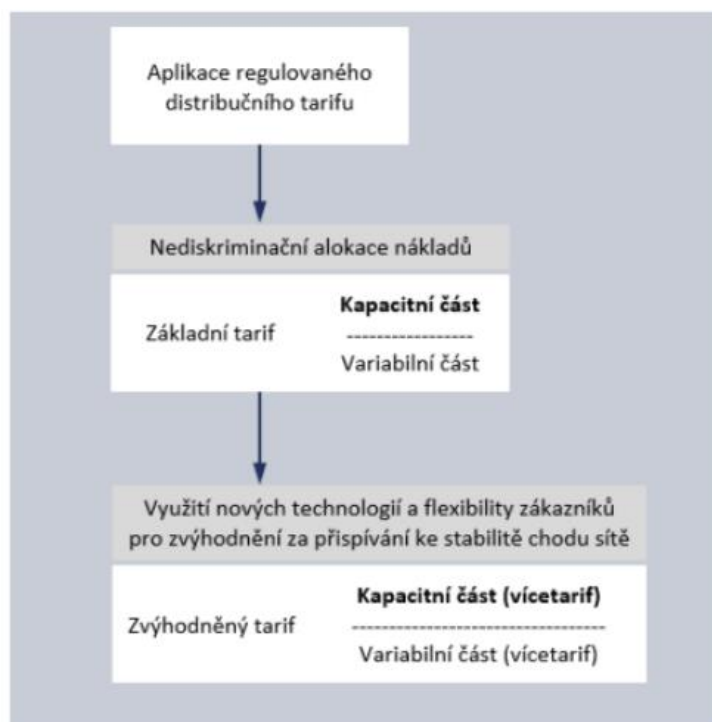 Aplikace regulovaného
distribučního tarifu
Nediskriminační alokace nákladů
Základní tarif
Kapacitní část
-----------------
Variabilní část
Využití nových technologií a flexibility zákazníků
pro zvýhodnění za přispívání ke stabilitě chodu sítě
Zvýhodněný tarif
Kapacitní část (vícetarif)
----------------------------------
Variabilní část (vícetarif)